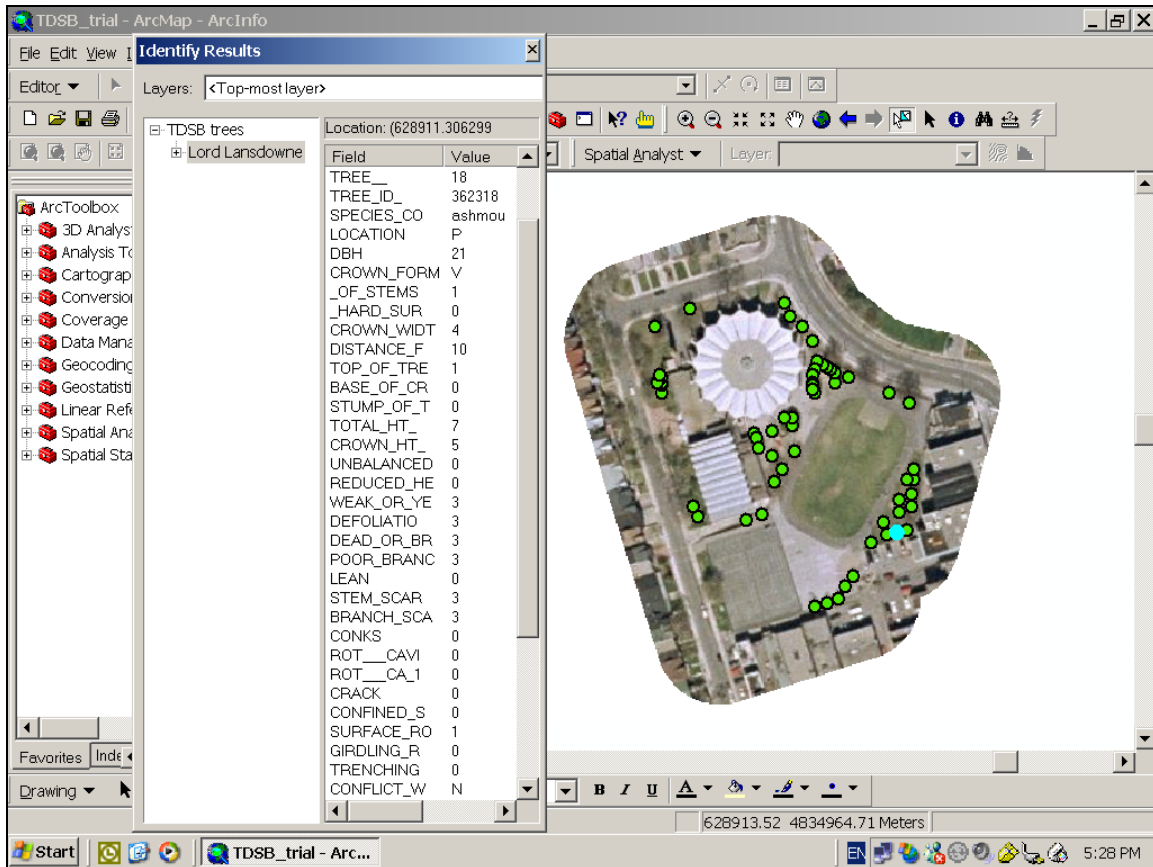 TDSB_trial - ArcMap - ArcInfo
File Edit View I
Identify Results
Editor
Layers: <Top-most layer>
TDSB trees
Lord Lansdowne
Location: (628911.306299
Field Value
TREE__ 18
TREE_ID_ 362318
SPECIES_CO ashmou
LOCATION P
DBH 21
CROWN_FORM V
_OF_STEMS 1
_HARD_SUR 0
CROWN_WIDT 4
DISTANCE_F 10
TOP_OF_TRE 1
BASE_OF_CR 0
STUMP_OF_T 0
TOTAL_HT_ 7
CROWN_HT_ 5
UNBALANCED 0
REDUCED_HE 0
WEAK_OR_YE 3
DEFOLIATIO 3
DEAD_OR_BR 3
POOR_BRANC 3
LEAN 0
STEM_SCAR 3
BRANCH_SCA 3
CONKS 0
ROT___CAVI 0
ROT___CA_1 0
CRACK 0
CONFINED_S 0
SURFACE_RO 1
GIRDLING_R 0
TRENCHING 0
CONFLICT_W N
Spatial Analyst Layer:
ArcToolbox
3D Analys
Analysis To
Cartograp
Conversion
Coverage
Data Mana
Geocoding
Geostatisti
Linear Refe
Spatial Ana
Spatial Sta
Favorites Inde
Drawing
B I U A
628913.52 4834964.71 Meters
Start
TDSB_trial - Arc...
EN
5:28 PM